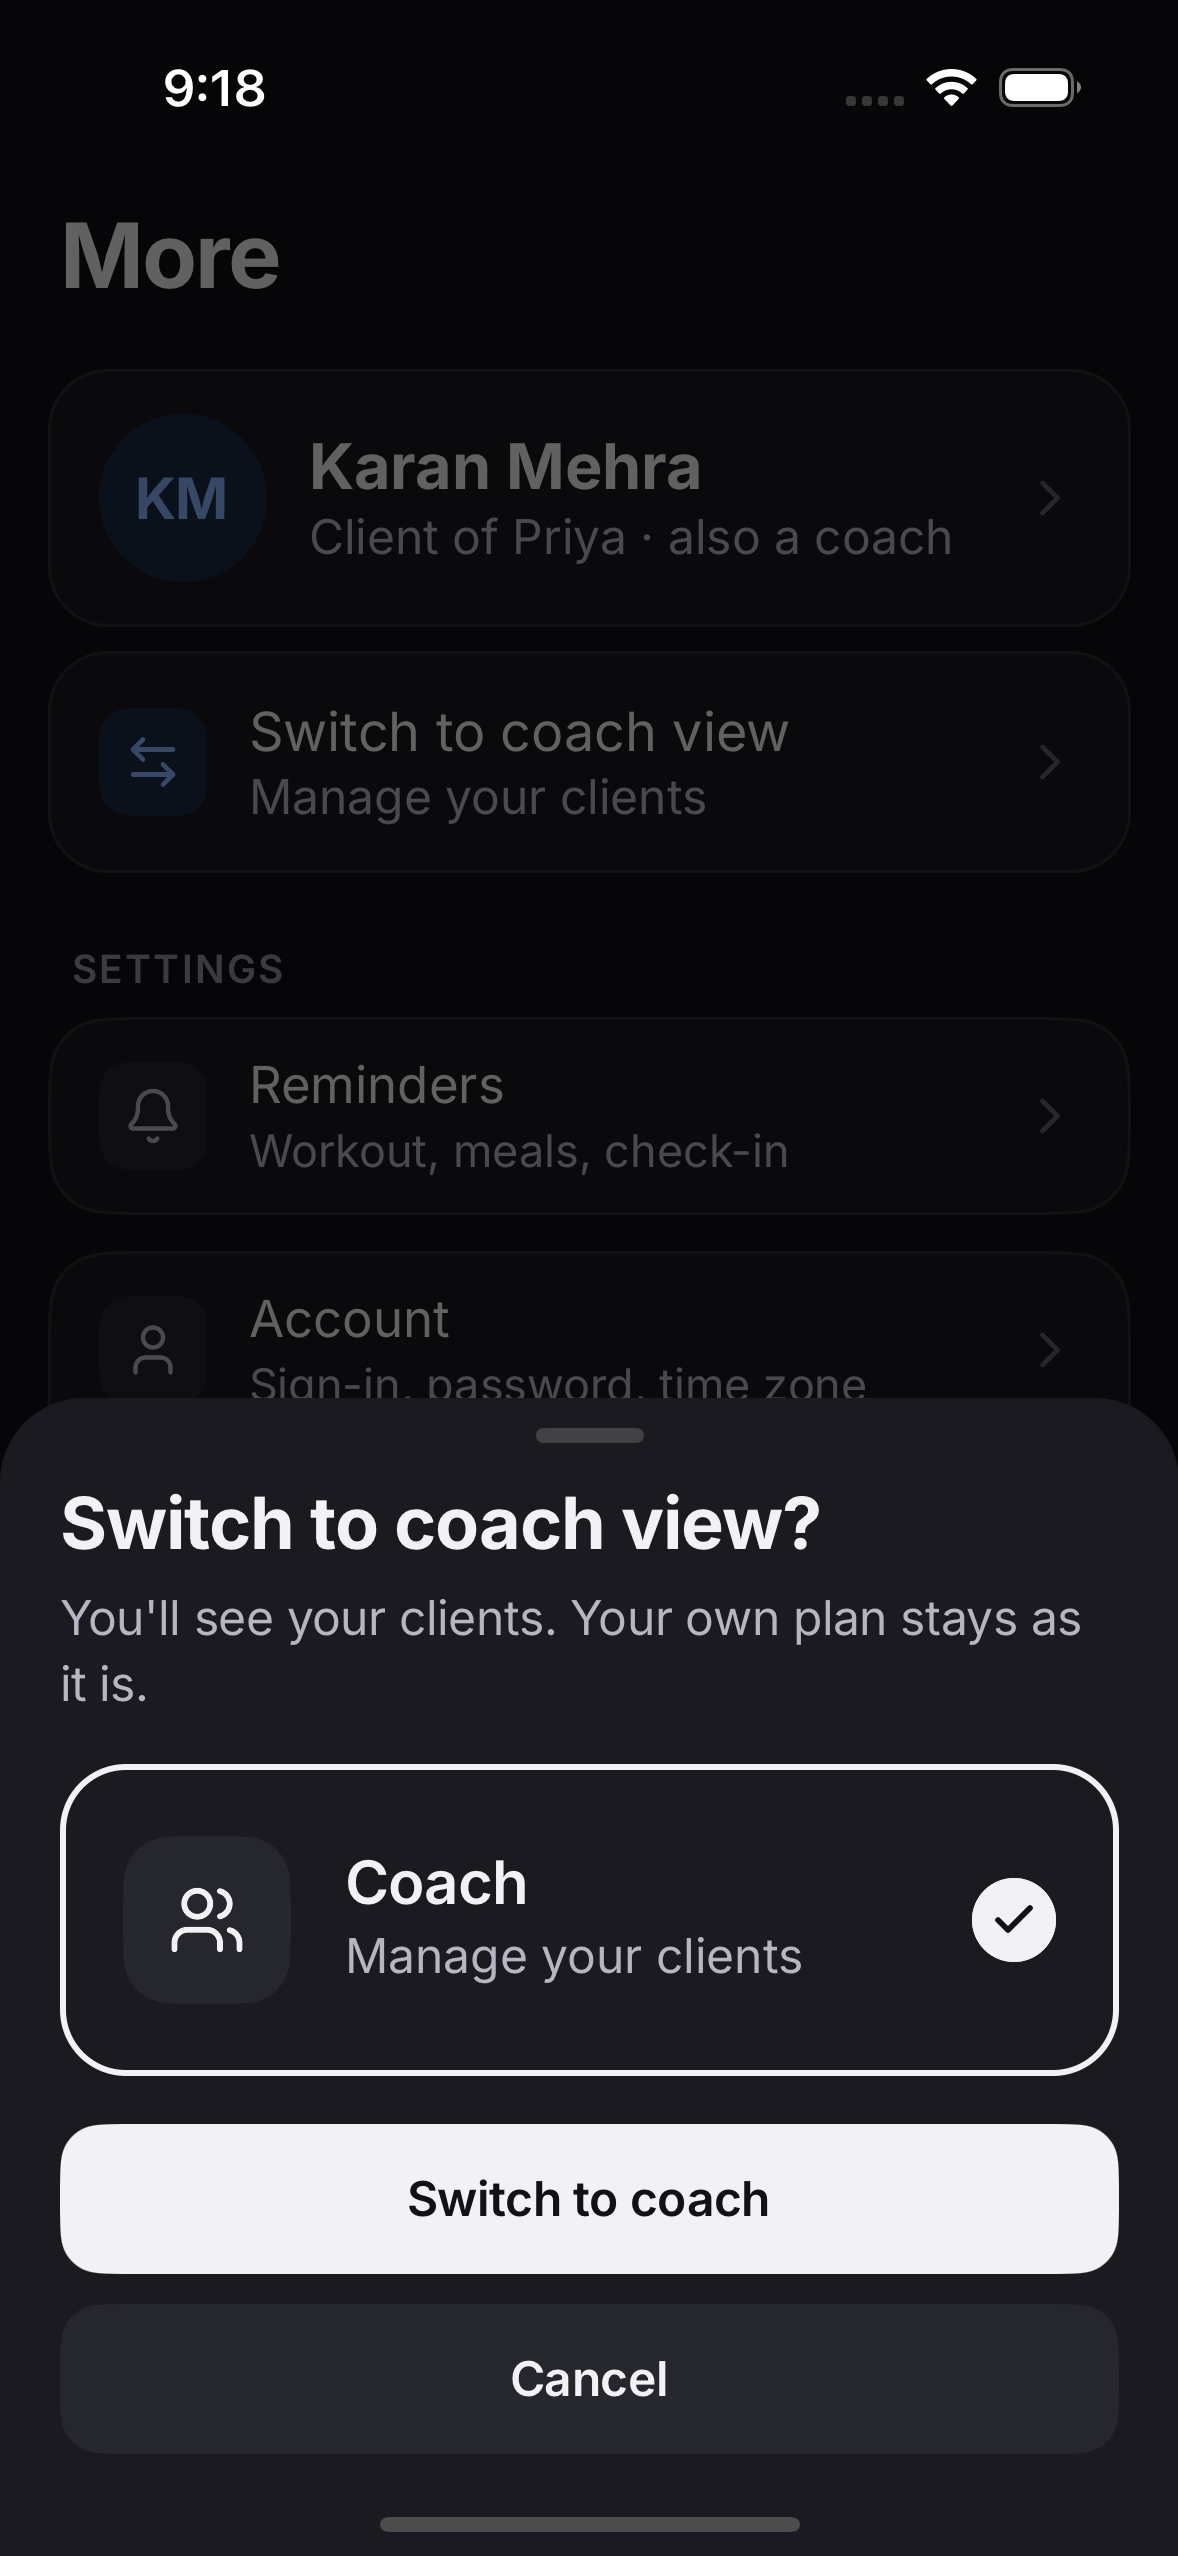 9:18
More
KM
Karan Mehra
Client of Priya · also a coach
Switch to coach view
Manage your clients
SETTINGS
Reminders
Workout, meals, check-in
Account
Sign-in, password, time zone
Switch to coach view?
You'll see your clients. Your own plan stays as
it is.
Coach
Manage your clients
Switch to coach
Cancel